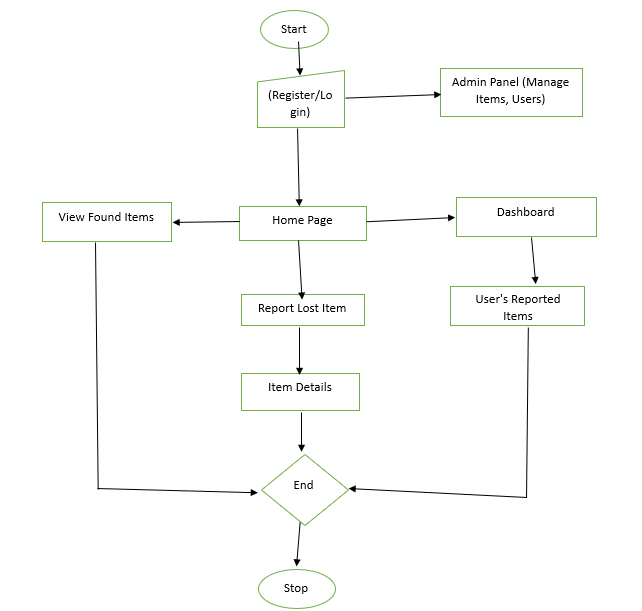 Start
(Register/Lo
gin)
Admin Panel (Manage
Items, Users)
View Found Items
Home Page
Dashboard
Report Lost Item
User's Reported
Items
Item Details
End
Stop